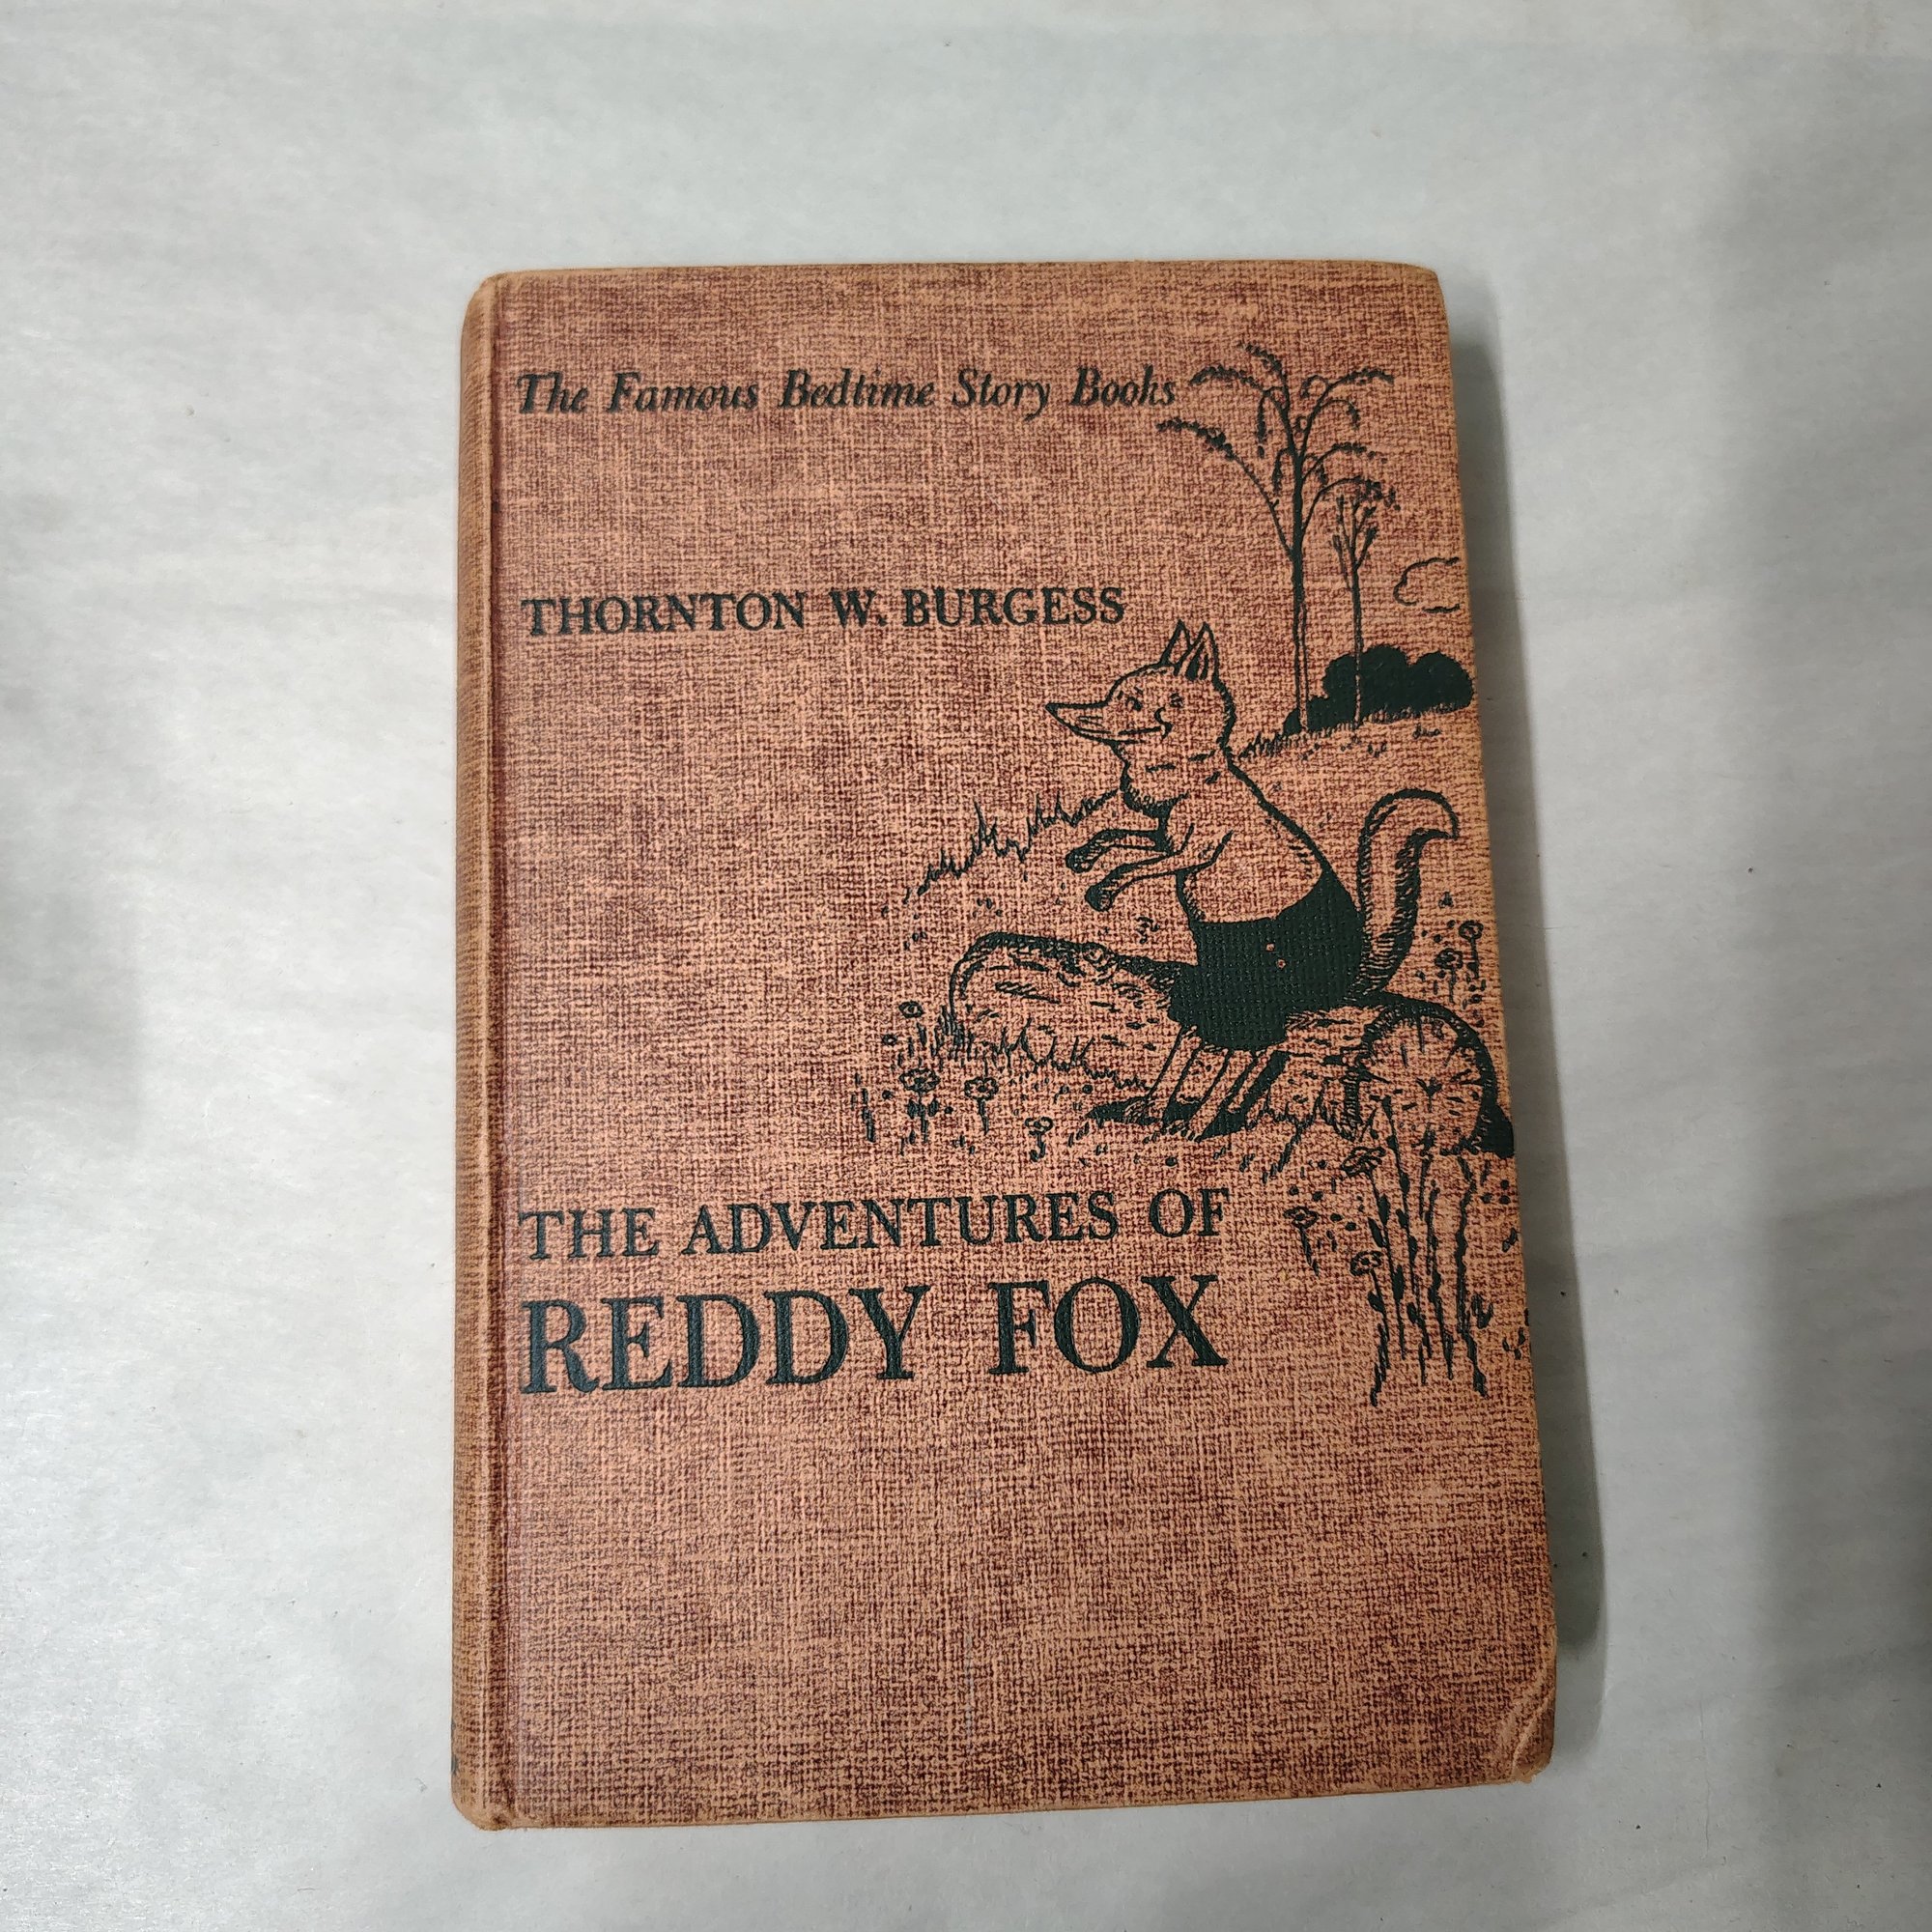 The Famous Bedtime Story Books
THORNTON W. BURGESS
THE ADVENTURES OF
REDDY FOX